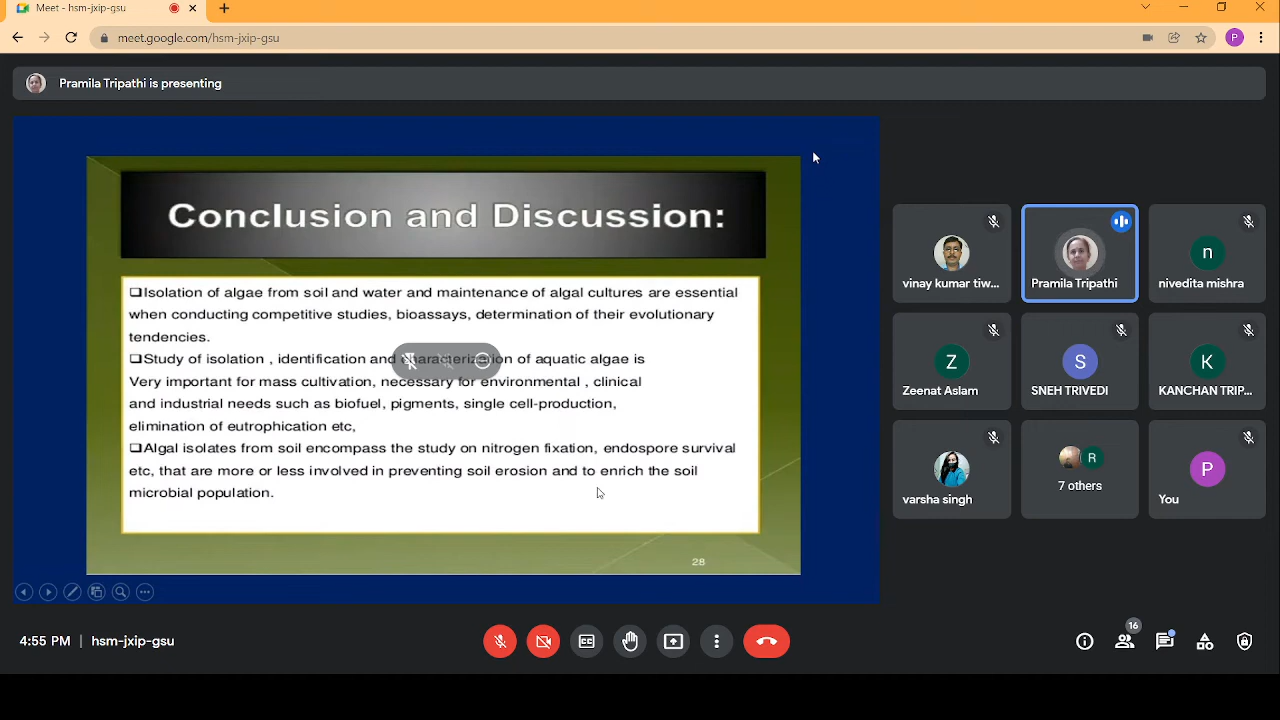 Meet - hsm-jxip-gsu
meet.google.com/hsm-jxip-gsu
P
Pramila Tripathi is presenting
Conclusion and Discussion:
❑Isolation of algae from soil and water and maintenance of algal cultures are essential
when conducting competitive studies, bioassays, determination of their evolutionary
tendencies.
❑Study of isolation , identification and characterization of aquatic algae is
Very important for mass cultivation, necessary for environmental , clinical
and industrial needs such as biofuel, pigments, single cell-production,
elimination of eutrophication etc,
❑Algal isolates from soil encompass the study on nitrogen fixation, endospore survival
etc, that are more or less involved in preventing soil erosion and to enrich the soil
microbial population.
28
vinay kumar tiw...
Pramila Tripathi
n
nivedita mishra
Z
Zeenat Aslam
S
SNEH TRIVEDI
K
KANCHAN TRIP...
varsha singh
R
7 others
P
You
4:55 PM | hsm-jxip-gsu
CC
16